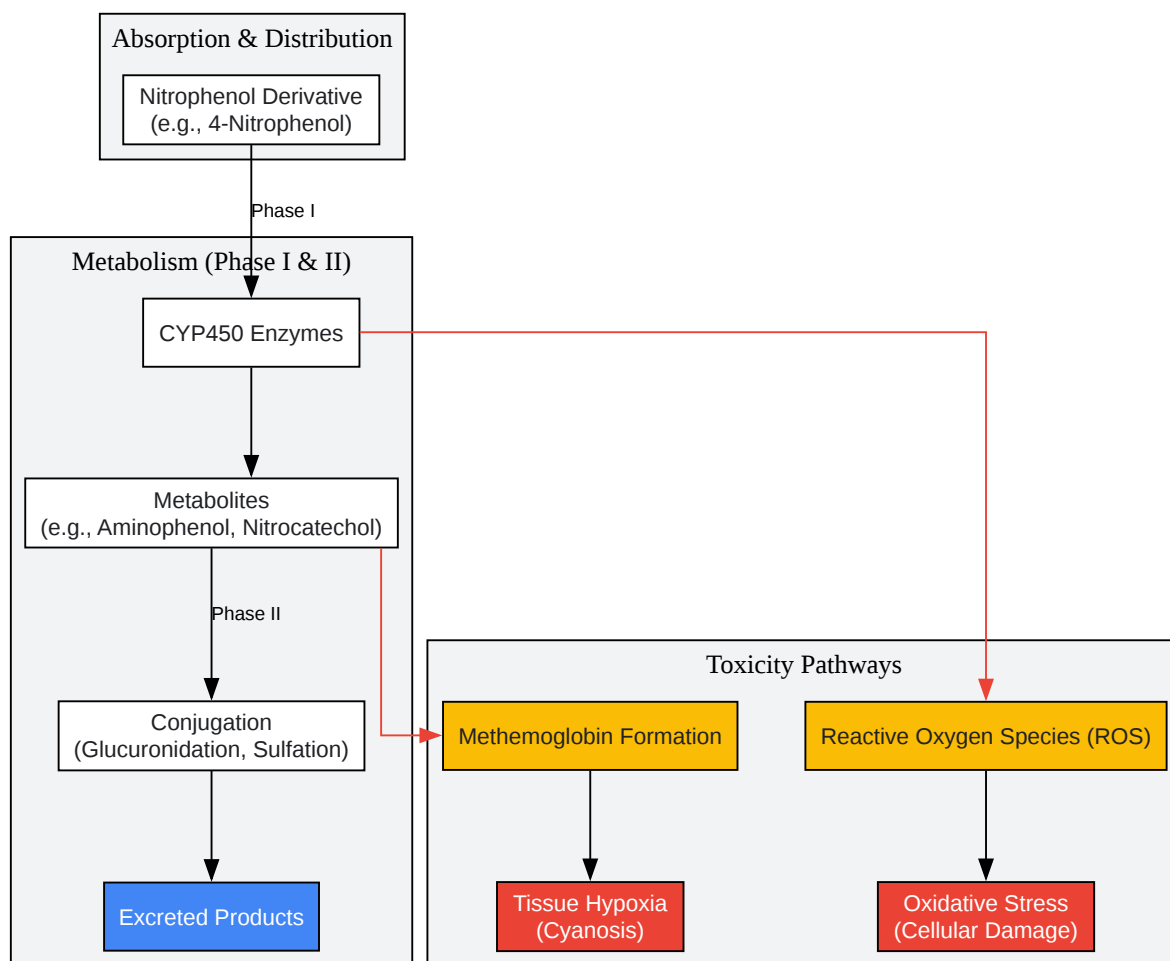 Absorption & Distribution
Nitrophenol Derivative
(e.g., 4-Nitrophenol)
Phase I
Metabolism (Phase I & II)
CYP450 Enzymes
Metabolites
(e.g., Aminophenol, Nitrocatechol)
Phase II
Toxicity Pathways
Conjugation
(Glucuronidation, Sulfation)
Methemoglobin Formation
Reactive Oxygen Species (ROS)
Excreted Products
Tissue Hypoxia
(Cyanosis)
Oxidative Stress
(Cellular Damage)